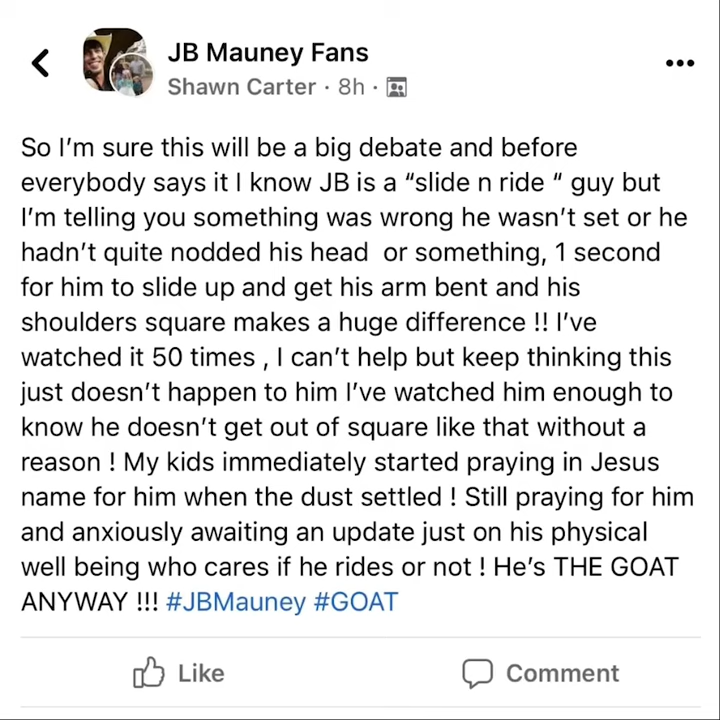 JB Mauney Fans
Shawn Carter · 8h ·
So I’m sure this will be a big debate and before
everybody says it I know JB is a “slide n ride “ guy but
I’m telling you something was wrong he wasn’t set or he
hadn’t quite nodded his head  or something, 1 second
for him to slide up and get his arm bent and his
shoulders square makes a huge difference !! I’ve
watched it 50 times , I can’t help but keep thinking this
just doesn’t happen to him I’ve watched him enough to
know he doesn’t get out of square like that without a
reason ! My kids immediately started praying in Jesus
name for him when the dust settled ! Still praying for him
and anxiously awaiting an update just on his physical
well being who cares if he rides or not ! He’s THE GOAT
ANYWAY !!! #JBMauney #GOAT
Like Comment